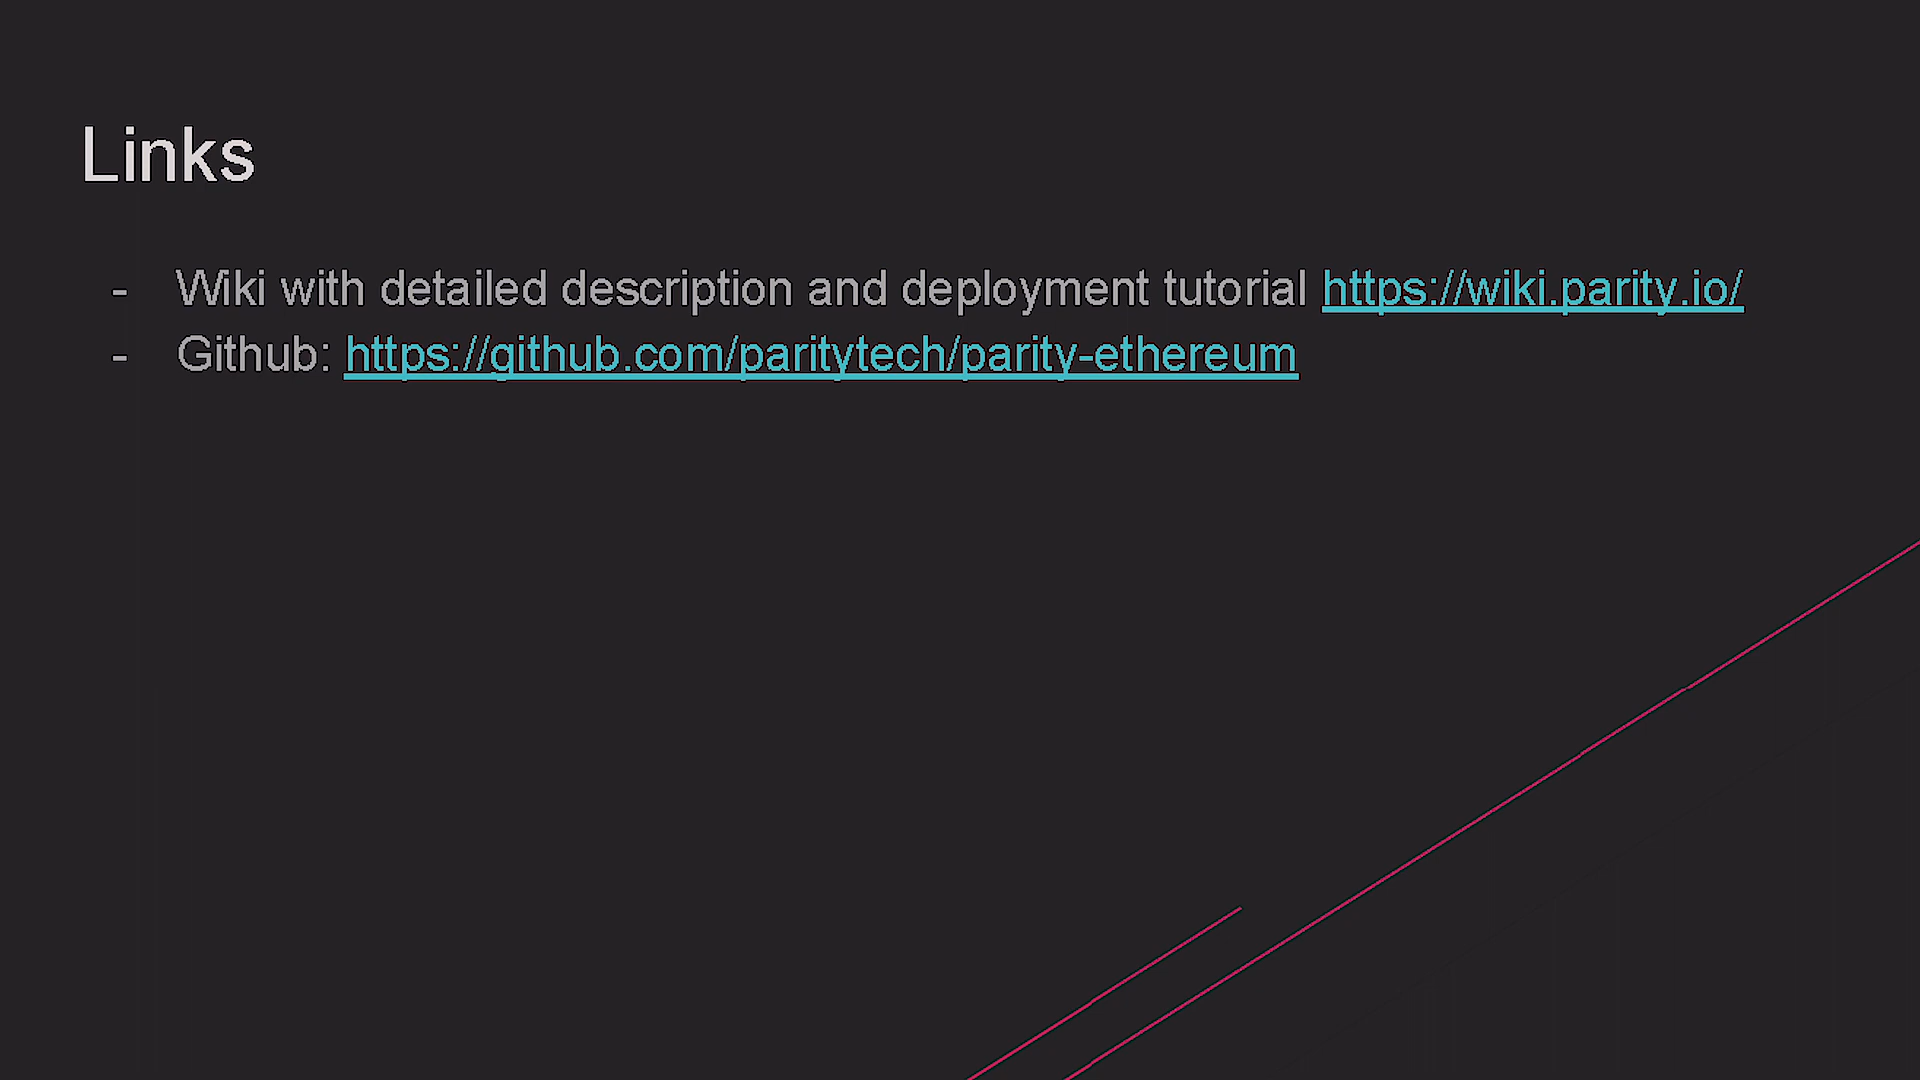 Links
- Wiki with detailed description and deployment tutorial https://wiki.parity.io/
- Github: https://github.com/paritytech/parity-ethereum